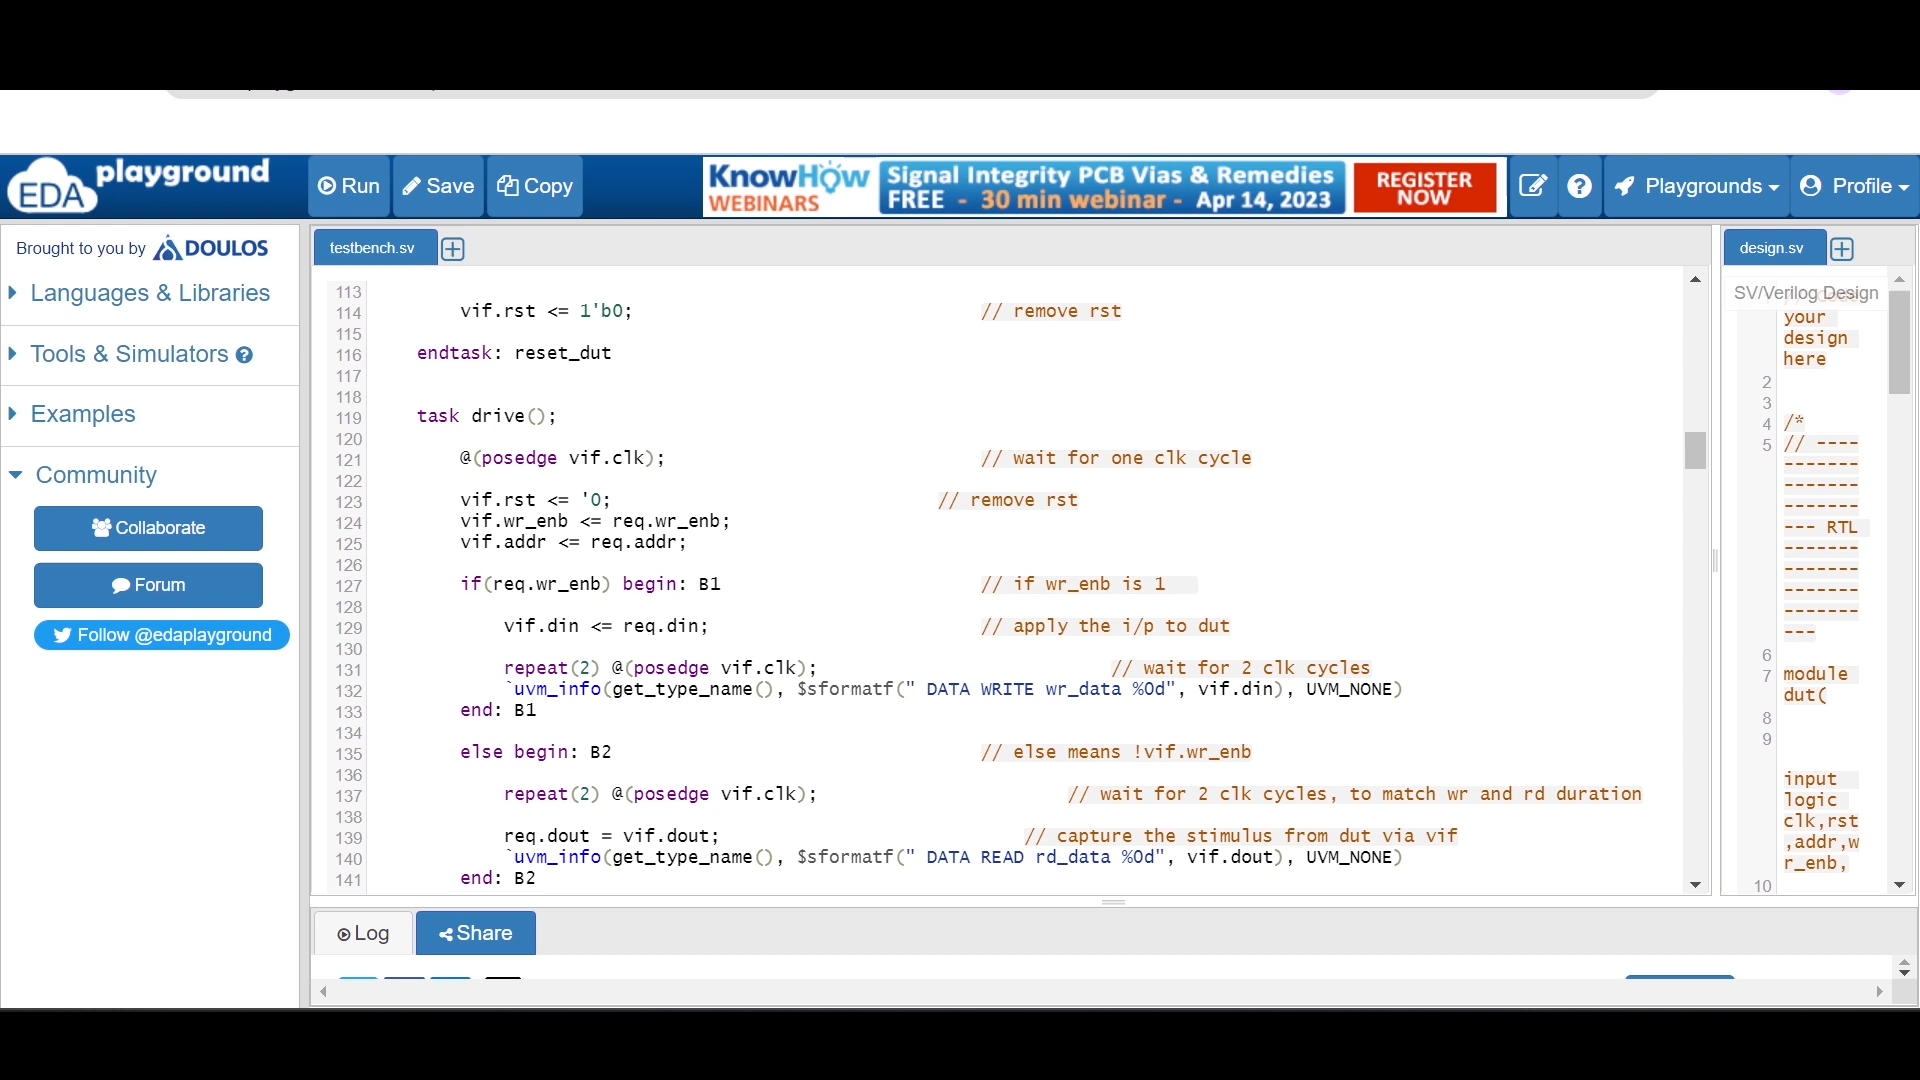 EDA playground
Run
Save
Copy
KnowHow
WEBINARS
Signal Integrity PCB Vias & Remedies
FREE - 30 min webinar - Apr 14, 2023
REGISTER
NOW
Playgrounds
Profile
Brought to you by DOULOS
Languages & Libraries
Tools & Simulators
Examples
Community
Collaborate
Forum
Follow @edaplayground
testbench.sv
113
114 vif.rst <= 1'b0; // remove rst
115
116 endtask: reset_dut
117
118
119 task drive();
120
121 @(posedge vif.clk); // wait for one clk cycle
122
123 vif.rst <= '0; // remove rst
124 vif.wr_enb <= req.wr_enb;
125 vif.addr <= req.addr;
126
127 if(req.wr_enb) begin: B1 // if wr_enb is 1
128
129 vif.din <= req.din; // apply the i/p to dut
130
131 repeat(2) @(posedge vif.clk); // wait for 2 clk cycles
132 `uvm_info(get_type_name(), $sformatf(" DATA WRITE wr_data %0d", vif.din), UVM_NONE)
133 end: B1
134
135 else begin: B2 // else means !vif.wr_enb
136
137 repeat(2) @(posedge vif.clk); // wait for 2 clk cycles, to match wr and rd duration
138
139 req.dout = vif.dout; // capture the stimulus from dut via vif
140 `uvm_info(get_type_name(), $sformatf(" DATA READ rd_data %0d", vif.dout), UVM_NONE)
141 end: B2
design.sv
SV/Verilog Design
your
design
here
2
3
4 /*
5 // ----
-------
-------
-------
--- RTL
-------
-------
-------
-------
---
6
7 module
dut(
8
9
input
logic
clk,rst
,addr,w
r_enb,
10
Log
Share